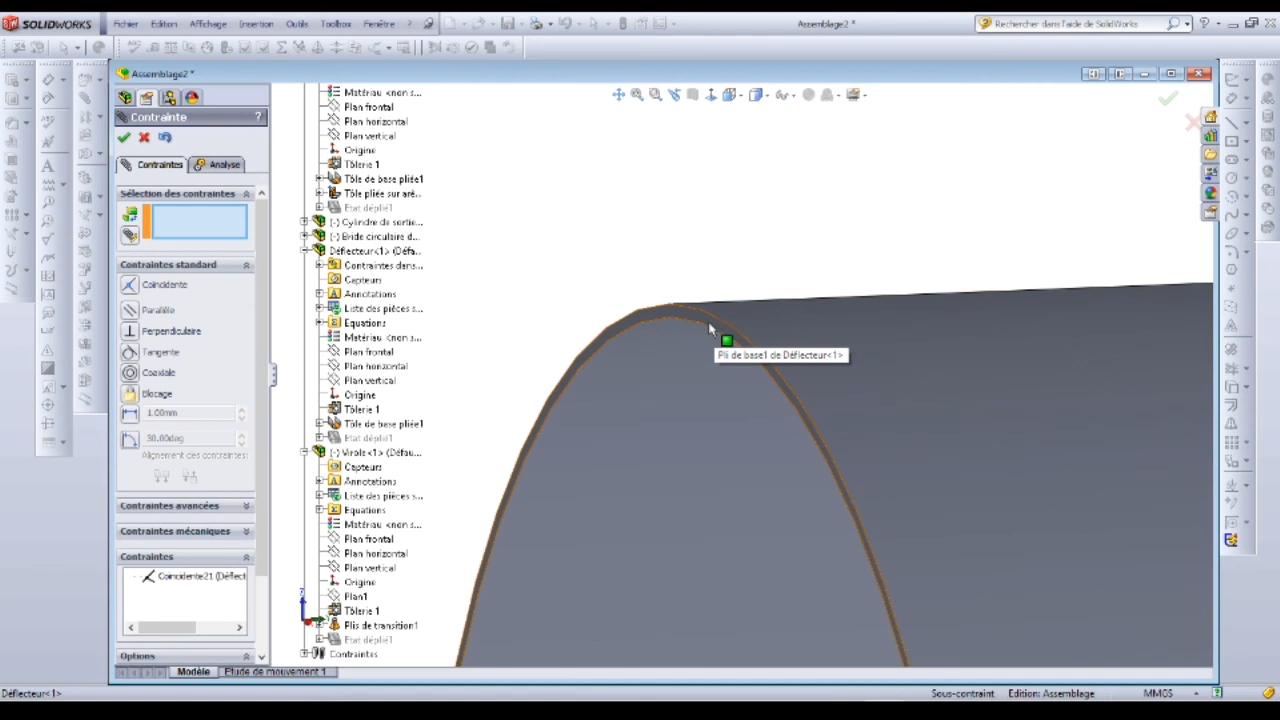 SOLIDWORKS Fichier Edition Affichage Insertion Outils Toolbox Fenêtre ? Assemblage2 * Rechercher dans l'aide de SolidWorks
Assemblage2 *
Contrainte ?
Contraintes Analyse
Sélection des contraintes
Contraintes standard
Coïncidente
Parallèle
Perpendiculaire
Tangente
Coaxiale
Blocage
1.00mm
30.00deg
Alignement des contraintes:
Contraintes avancées
Contraintes mécaniques
Contraintes
Coïncidente21 (Déflect
Options
Matériau <non s...
Plan frontal
Plan horizontal
Plan vertical
Origine
Tôlerie 1
Tôle de base pliée1
Tôle pliée sur arê...
Etat déplié1
(-) Cylindre de sortie...
(-) Bride circulaire d...
Déflecteur<1> (Défa...
Contraintes dans...
Capteurs
Annotations
Liste des pièces s...
Equations
Matériau <non s...
Plan frontal
Plan horizontal
Plan vertical
Origine
Tôlerie 1
Tôle de base pliée1
Etat déplié1
(-) Virole<1> (Défau...
Capteurs
Annotations
Liste des pièces s...
Equations
Matériau <non s...
Plan frontal
Plan horizontal
Plan vertical
Origine
Plan1
Tôlerie 1
Plis de transition1
Etat déplié1
Contraintes
Pli de base1 de Déflecteur<1>
Modèle Etude de mouvement 1
Déflecteur<1> Sous-contraint Edition: Assemblage MMGS